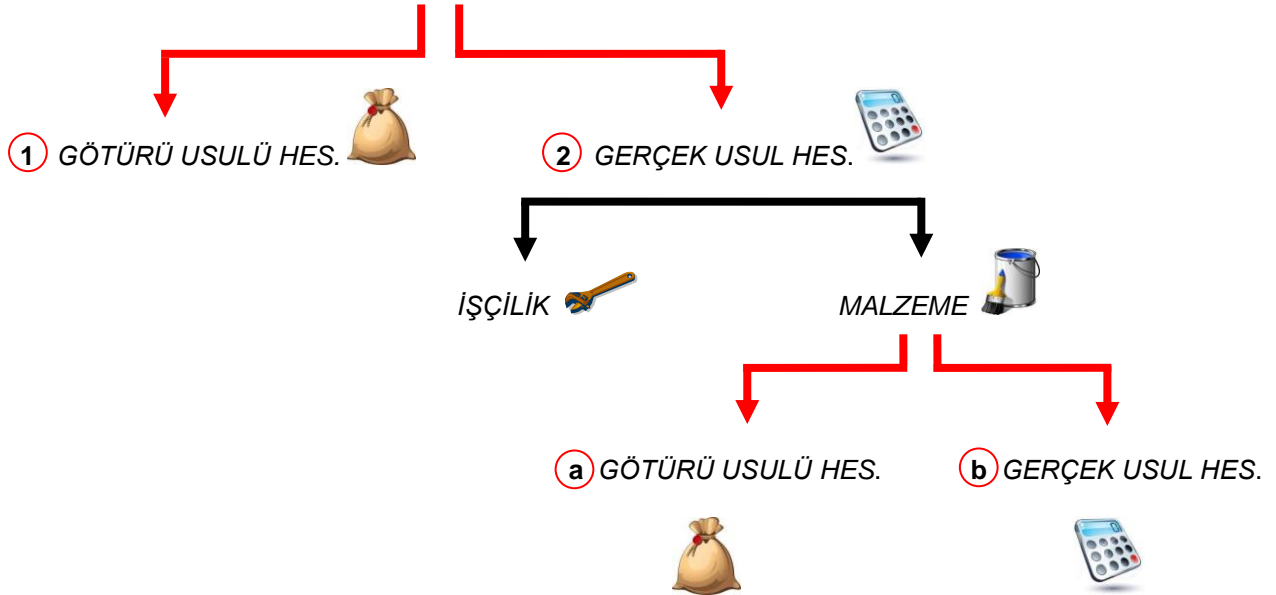 1 GÖTÜRÜ USULÜ HES.
2 GERÇEK USUL HES.
İŞÇİLİK
MALZEME
a GÖTÜRÜ USULÜ HES.
b GERÇEK USUL HES.